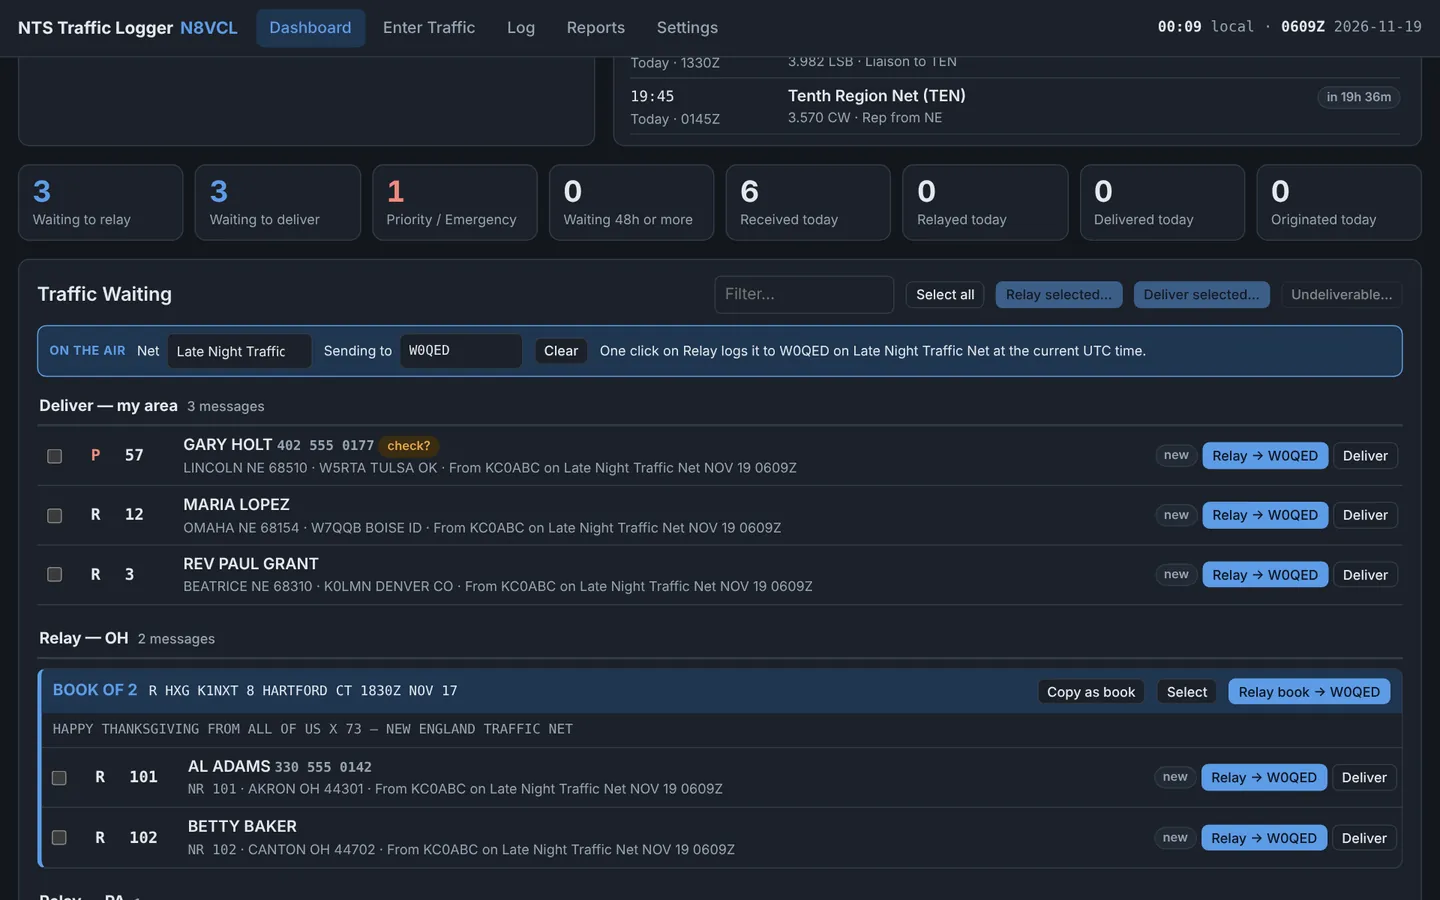 NTS Traffic Logger N8VCL Dashboard Enter Traffic Log Reports Settings 00:09 local · 0609Z 2026-11-19
Today · 1330Z 3.982 LSB · Liaison to TEN
19:45 Tenth Region Net (TEN) in 19h 36m
Today · 0145Z 3.570 CW · Rep from NE
3 3 1 0 6 0 0 0
Waiting to relay Waiting to deliver Priority / Emergency Waiting 48h or more Received today Relayed today Delivered today Originated today
Traffic Waiting Filter... Select all Relay selected... Deliver selected... Undeliverable...
ON THE AIR Net Late Night Traffic Sending to W0QED Clear One click on Relay logs it to W0QED on Late Night Traffic Net at the current UTC time.
Deliver — my area 3 messages
P 57 GARY HOLT 402 555 0177 check? new Relay → W0QED Deliver
LINCOLN NE 68510 · W5RTA TULSA OK · From KC0ABC on Late Night Traffic Net NOV 19 0609Z
R 12 MARIA LOPEZ new Relay → W0QED Deliver
OMAHA NE 68154 · W7QQB BOISE ID · From KC0ABC on Late Night Traffic Net NOV 19 0609Z
R 3 REV PAUL GRANT new Relay → W0QED Deliver
BEATRICE NE 68310 · K0LMN DENVER CO · From KC0ABC on Late Night Traffic Net NOV 19 0609Z
Relay — OH 2 messages
BOOK OF 2 R HXG K1NXT 8 HARTFORD CT 1830Z NOV 17 Copy as book Select Relay book → W0QED
HAPPY THANKSGIVING FROM ALL OF US X 73 — NEW ENGLAND TRAFFIC NET
R 101 AL ADAMS 330 555 0142 new Relay → W0QED Deliver
NR 101 · AKRON OH 44301 · From KC0ABC on Late Night Traffic Net NOV 19 0609Z
R 102 BETTY BAKER new Relay → W0QED Deliver
NR 102 · CANTON OH 44702 · From KC0ABC on Late Night Traffic Net NOV 19 0609Z
Relay — PA